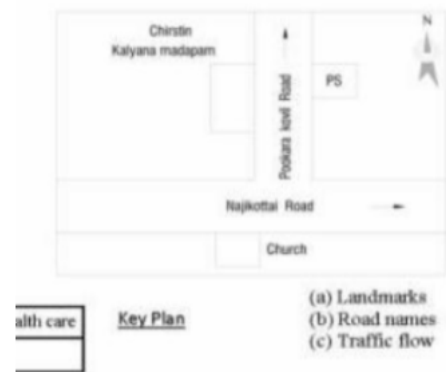 N
Chirstin
Kalyana madapam
PS
Pookara kovil Road
Najikottai Road
Church
alth care
Key Plan
(a) Landmarks
(b) Road names
(c) Traffic flow